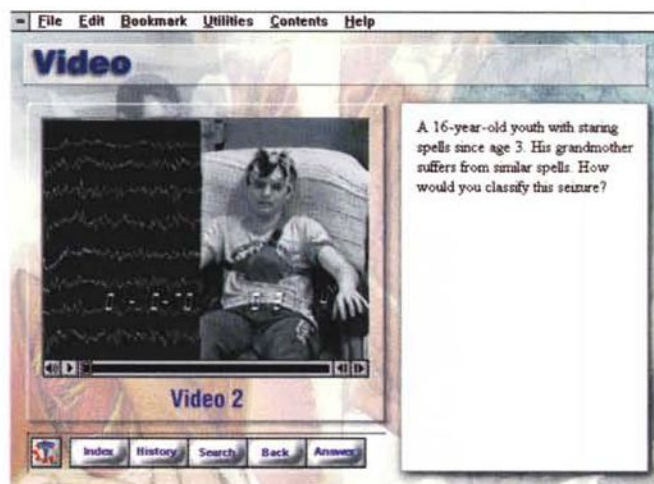 File Edit Bookmark Utilities Contents Help
Video
A 16-year-old youth with staring
spells since age 3. His grandmother
suffers from similar spells. How
would you classify this seizure?
Video 2
Index History Search Back Answer